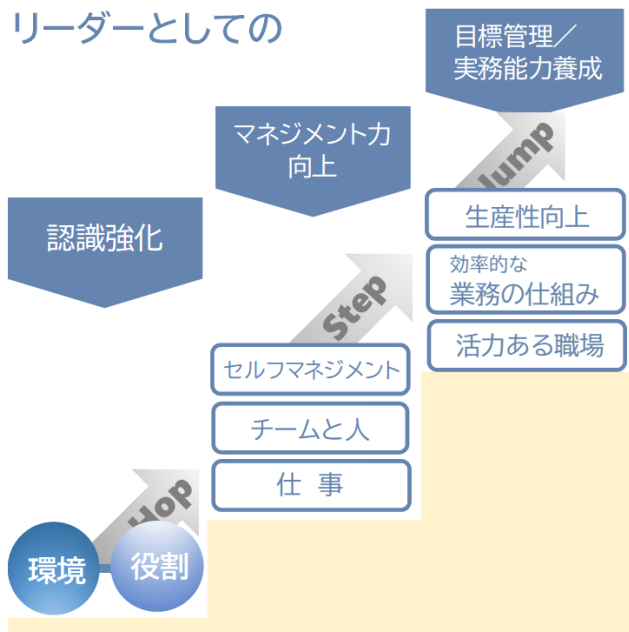 リーダーとしての
目標管理／
実務能力養成
マネジメント力
向上
認識強化
Jump
生産性向上
効率的な
業務の仕組み
活力ある職場
Step
セルフマネジメント
チームと人
仕 事
Hop
環境
役割